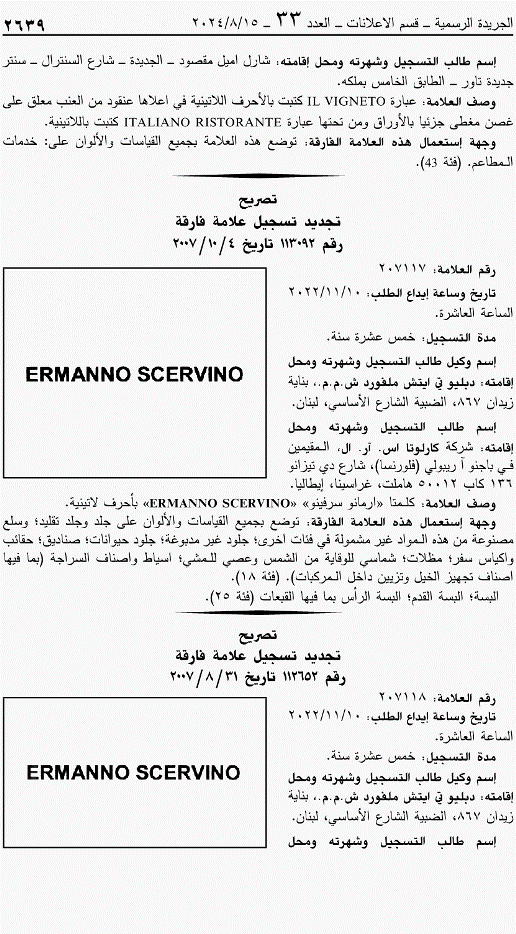 الجريدة الرسمية ــ قسم الاعلانات ــ العدد ٣٣ ــ ٢٠٢٤/٨/١٥
٢٦٣٩
إسم طالب التسجيل وشهرته ومحل إقامته: شارل اميل مقصود ــ الجديدة ــ شارع السنترال ــ سنتر
جديدة تاور ــ الطابق الخامس بملكه.
وصف العلامة: عبارة IL VIGNETO كتبت بالأحرف اللاتينية في اعلاها عنقود من العنب معلق على
غصن مغطى جزئيا بالأوراق ومن تحتها عبارة ITALIANO RISTORANTE كتبت باللاتينية.
وجهة إستعمال هذه العلامة الفارقة: توضع هذه العلامة بجميع القياسات والألوان على: خدمات
المطاعم. (فئة 43).
تصريح
تجديد تسجيل علامة فارقة
رقم ١١٣٠٩٢ تاريخ ٢٠٠٧/١٠/٤
رقم العلامة: ٢٠٧١١٧
تاريخ وساعة إيداع الطلب: ٢٠٢٢/١١/١٠
الساعة العاشرة.
مدة التسجيل: خمس عشرة سنة.
إسم وكيل طالب التسجيل وشهرته ومحل
إقامته: دبليو تي ايتش ملفورد ش.م.م.، بناية
زيدان ٨٦٧، الضبية الشارع الأساسي، لبنان.
إسم طالب التسجيل وشهرته ومحل
إقامته: شركة كارلوتا اس. آر. ال. المقيمين
في باجنو آ ريبولي (فلورنسا)، شارع دي تيزانو
١٣٦ كاب ٥٠٠١٢ هاملت، غراسينا، إيطاليا.
ERMANNO SCERVINO
وصف العلامة: كلمتا «ارمانو سرفينو» «ERMANNO SCERVINO» بأحرف لاتينية.
وجهة إستعمال هذه العلامة الفارقة: توضع بجميع القياسات والألوان على جلد وجلد تقليد؛ وسلع
مصنوعة من هذه المواد غير مشمولة في فئات اخرى؛ جلود غير مدبوغة؛ جلود حيوانات؛ صناديق؛ حقائب
واكياس سفر؛ مظلات؛ شماسي للوقاية من الشمس وعصي للمشي؛ اسياط واصناف السراجة (بما فيها
اصناف تجهيز الخيل وتزيين داخل المركبات). (فئة ١٨).
البسة؛ البسة القدم؛ البسة الرأس بما فيها القبعات (فئة ٢٥).
تصريح
تجديد تسجيل علامة فارقة
رقم ١١٢٦٥٢ تاريخ ٢٠٠٧/٨/٣١
رقم العلامة: ٢٠٧١١٨
تاريخ وساعة إيداع الطلب: ٢٠٢٢/١١/١٠
الساعة العاشرة.
مدة التسجيل: خمس عشرة سنة.
إسم وكيل طالب التسجيل وشهرته ومحل
إقامته: دبليو تي ايتش ملفورد ش.م.م.، بناية
زيدان ٨٦٧، الضبية الشارع الأساسي، لبنان.
إسم طالب التسجيل وشهرته ومحل
ERMANNO SCERVINO